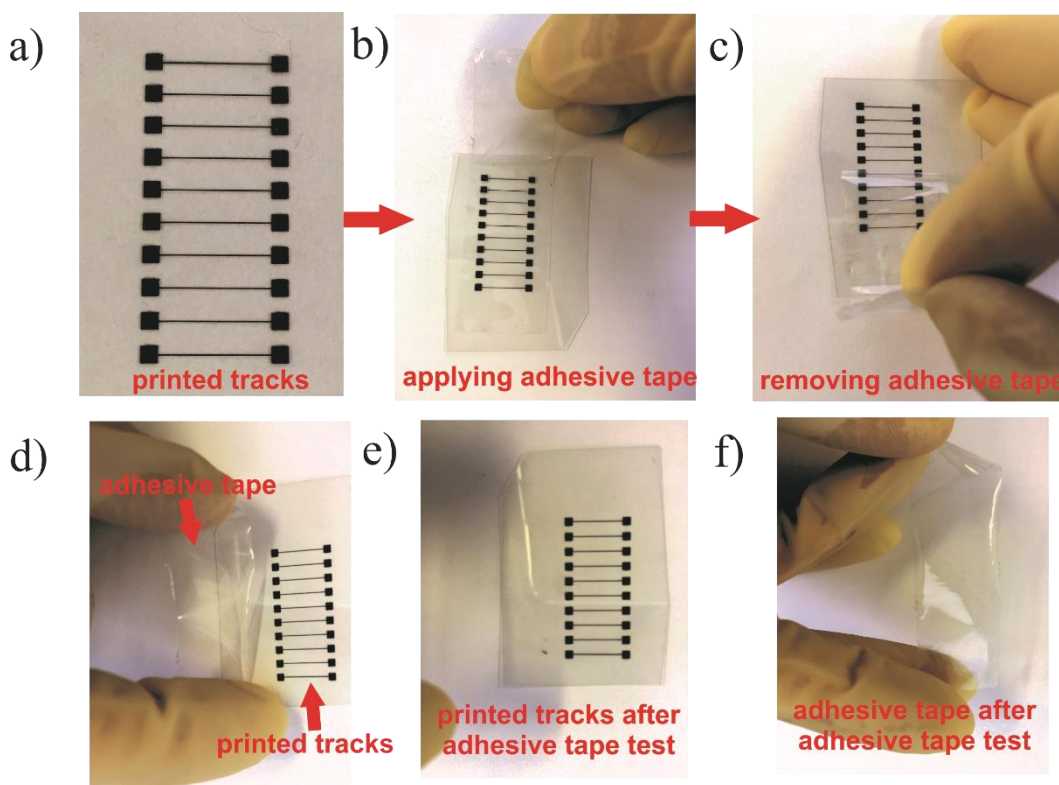 a)
b)
c)
printed tracks
applying adhesive tape
removing adhesive tape
d)
e)
f)
adhesive tape
printed tracks
printed tracks after
adhesive tape test
adhesive tape after
adhesive tape test